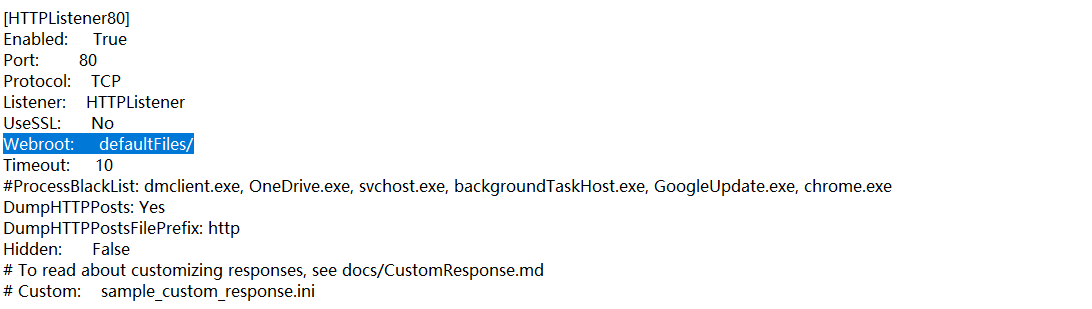 [HTTPListener80]
Enabled: True
Port: 80
Protocol: TCP
Listener: HTTPListener
UseSSL: No
Webroot: defaultFiles/
Timeout: 10
#ProcessBlackList: dmclient.exe, OneDrive.exe, svchost.exe, backgroundTaskHost.exe, GoogleUpdate.exe, chrome.exe
DumpHTTPPosts: Yes
DumpHTTPPostsFilePrefix: http
Hidden: False
# To read about customizing responses, see docs/CustomResponse.md
# Custom: sample_custom_response.ini